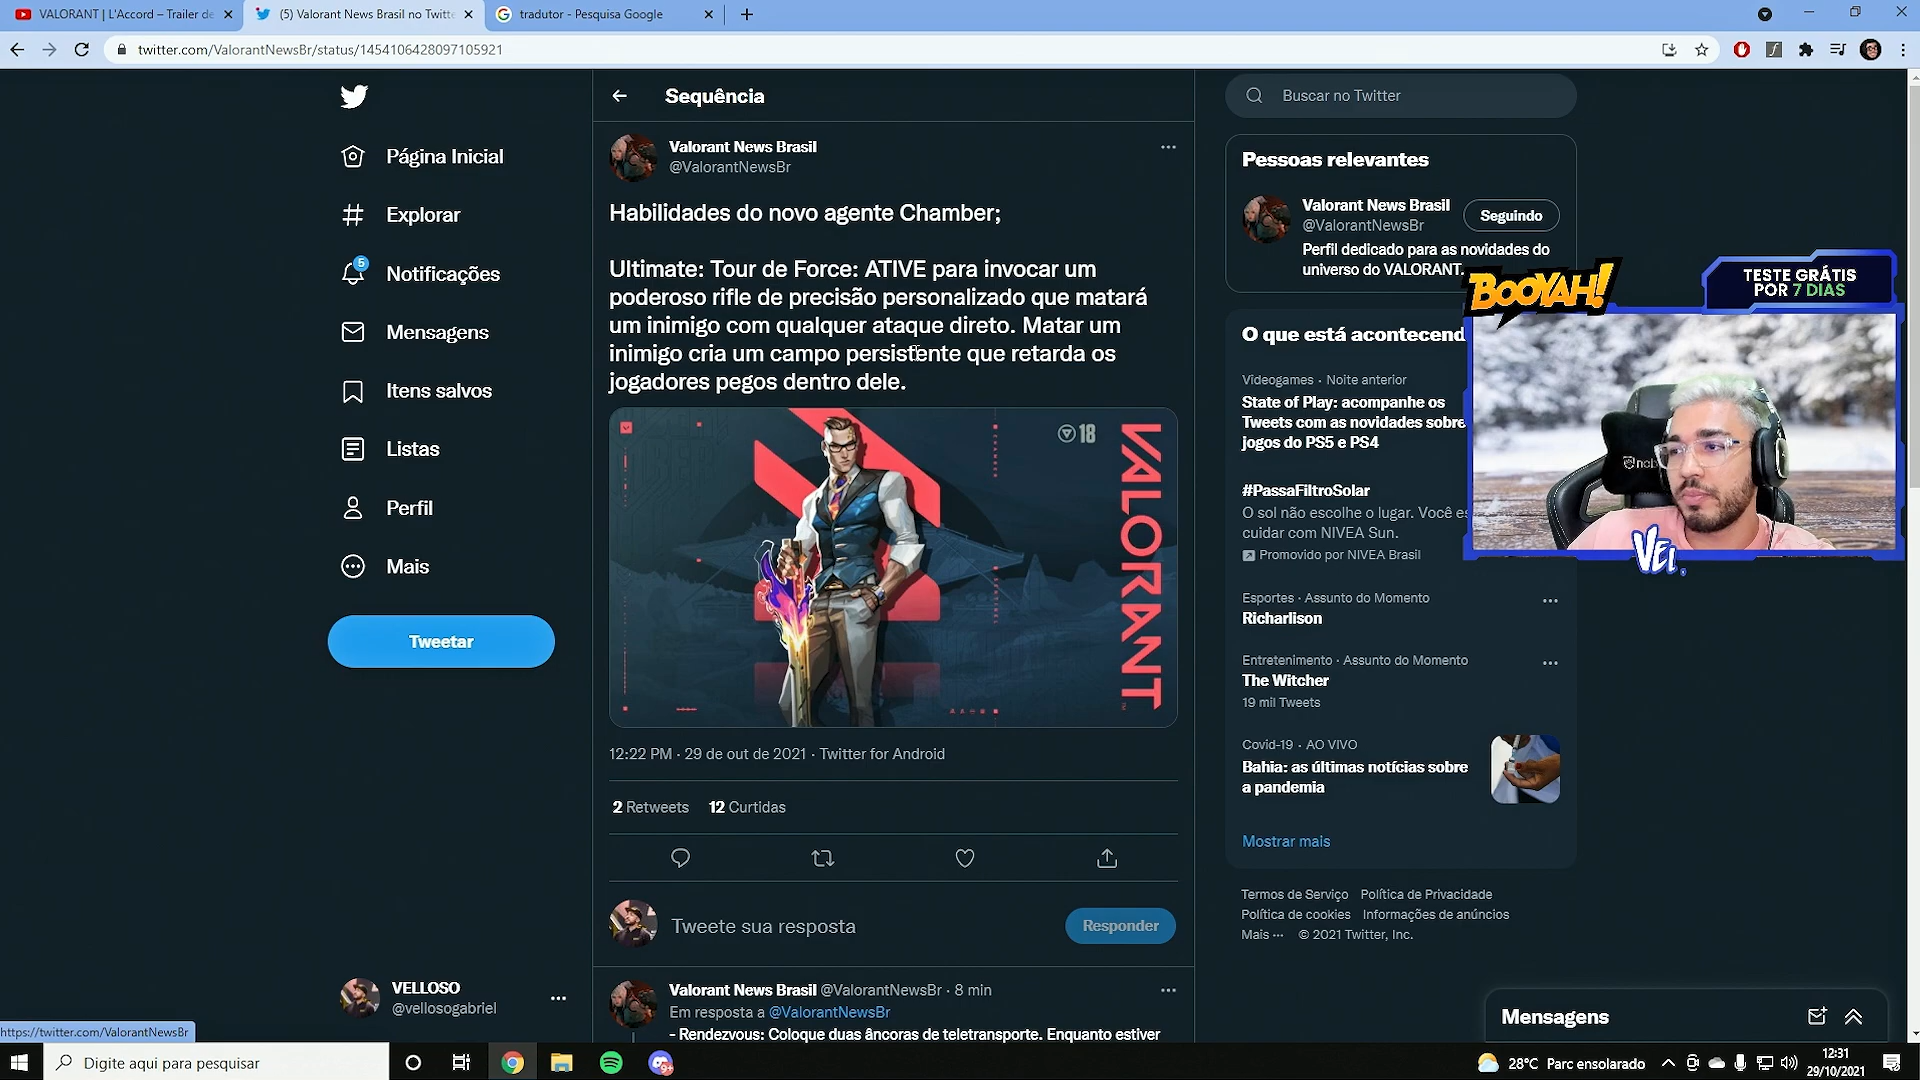 VALORANT | L'Accord – Trailer de
(5) Valorant News Brasil no Twitte
tradutor - Pesquisa Google
twitter.com/ValorantNewsBr/status/1454106428097105921
Página Inicial
Explorar
5
Notificações
Mensagens
Itens salvos
Listas
Perfil
Mais
Tweetar
VELLOSO
@vellosogabriel
https://twitter.com/ValorantNewsBr
Sequência
Valorant News Brasil
@ValorantNewsBr
Habilidades do novo agente Chamber;
Ultimate: Tour de Force: ATIVE para invocar um
poderoso rifle de precisão personalizado que matará
um inimigo com qualquer ataque direto. Matar um
inimigo cria um campo persistente que retarda os
jogadores pegos dentro dele.
18
VALORANT
12:22 PM · 29 de out de 2021 · Twitter for Android
2 Retweets 12 Curtidas
Tweete sua resposta
Responder
Valorant News Brasil @ValorantNewsBr · 8 min
Em resposta a @ValorantNewsBr
- Rendezvous: Coloque duas âncoras de teletransporte. Enquanto estiver
Buscar no Twitter
Pessoas relevantes
Valorant News Brasil
@ValorantNewsBr
Seguindo
Perfil dedicado para as novidades do
universo do VALORANT.
BOOYAH!
TESTE GRÁTIS
POR 7 DIAS
O que está acontecend
Videogames · Noite anterior
State of Play: acompanhe os
Tweets com as novidades sobre
jogos do PS5 e PS4
#PassaFiltroSolar
O sol não escolhe o lugar. Você es
cuidar com NIVEA Sun.
Promovido por NIVEA Brasil
VEL
Esportes · Assunto do Momento
Richarlison
Entretenimento · Assunto do Momento
The Witcher
19 mil Tweets
Covid-19 · AO VIVO
Bahia: as últimas notícias sobre
a pandemia
Mostrar mais
Termos de Serviço Política de Privacidade
Política de cookies Informações de anúncios
Mais ··· © 2021 Twitter, Inc.
Mensagens
Digite aqui para pesquisar
9+
28°C Parc ensolarado
12:31
29/10/2021